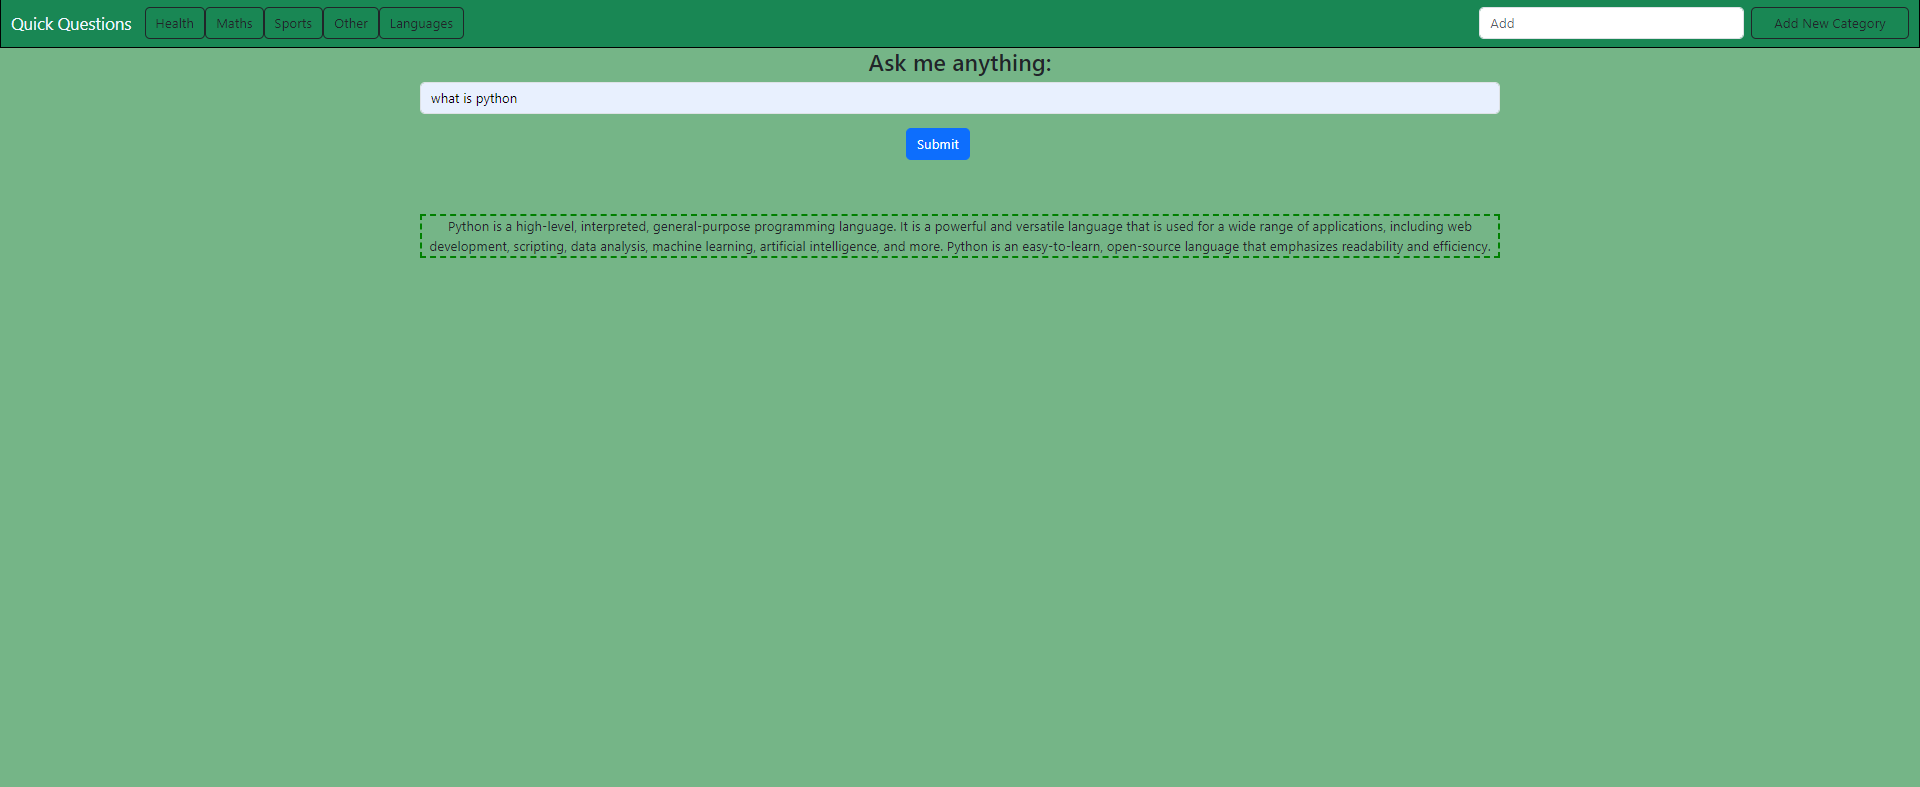 Quick Questions Health Maths Sports Other Languages Add Add New Category
Ask me anything:
what is python
Submit
Python is a high-level, interpreted, general-purpose programming language. It is a powerful and versatile language that is used for a wide range of applications, including web
development, scripting, data analysis, machine learning, artificial intelligence, and more. Python is an easy-to-learn, open-source language that emphasizes readability and efficiency.